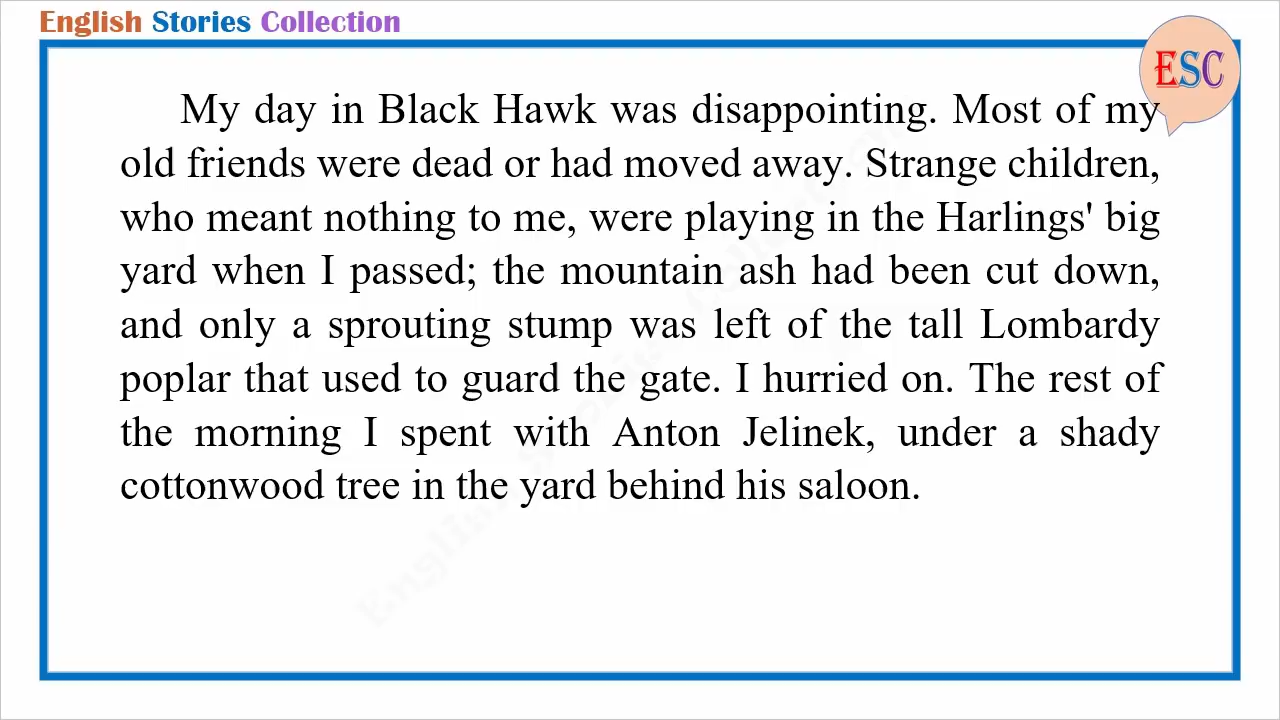 English Stories Collection
ESC
My day in Black Hawk was disappointing. Most of my
old friends were dead or had moved away. Strange children,
who meant nothing to me, were playing in the Harlings' big
yard when I passed; the mountain ash had been cut down,
and only a sprouting stump was left of the tall Lombardy
poplar that used to guard the gate. I hurried on. The rest of
the morning I spent with Anton Jelinek, under a shady
cottonwood tree in the yard behind his saloon.